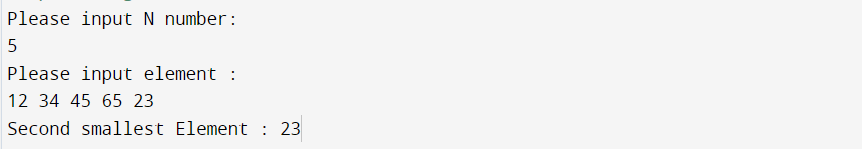 Please input N number:
5
Please input element :
12 34 45 65 23
Second smallest Element : 23